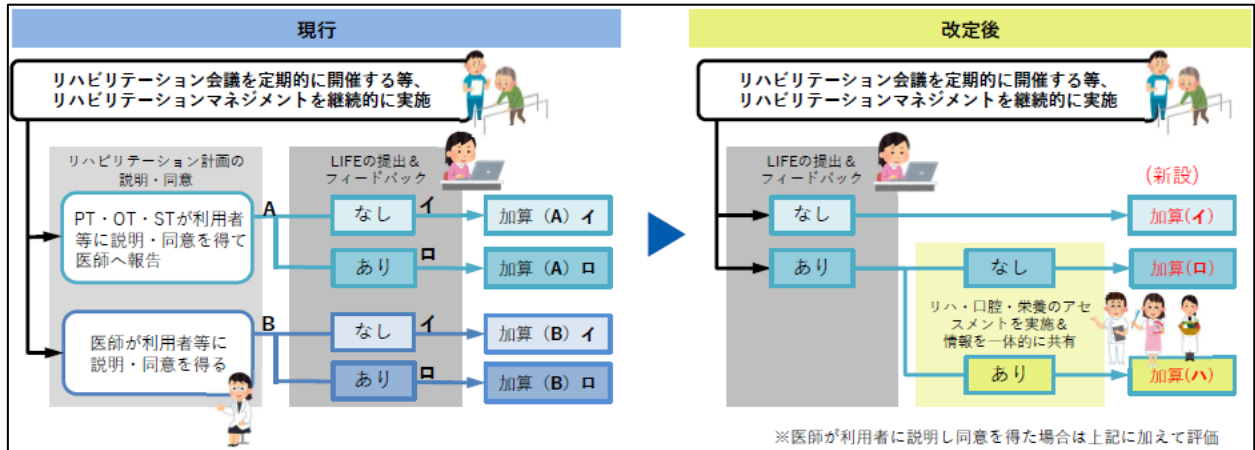 現行
リハビリテーション会議を定期的に開催する等、
リハビリテーションマネジメントを継続的に実施
リハビリテーション計画の
説明・同意
LIFEの提出＆
フィードバック
PT・OT・STが利用者
等に説明・同意を得て
医師へ報告
A
なし
イ
加算（A）イ
あり
ロ
加算（A）ロ
医師が利用者等に
説明・同意を得る
B
なし
イ
加算（B）イ
あり
ロ
加算（B）ロ
改定後
リハビリテーション会議を定期的に開催する等、
リハビリテーションマネジメントを継続的に実施
LIFEの提出＆
フィードバック
(新設)
なし
加算(イ)
あり
なし
加算(ロ)
リハ・口腔・栄養のアセ
スメントを実施＆
情報を一体的に共有
あり
加算(ハ)
※医師が利用者に説明し同意を得た場合は上記に加えて評価